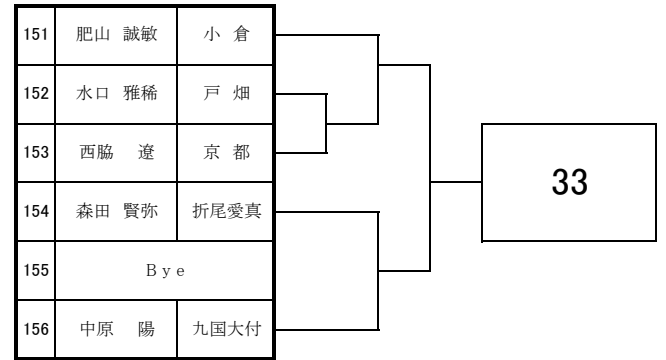 151 肥山 誠敏 小 倉
152 水口 雅稀 戸 畑
153 西脇 遼 京 都
154 森田 賢弥 折尾愛真
155 Bye
156 中原 陽 九国大付
33